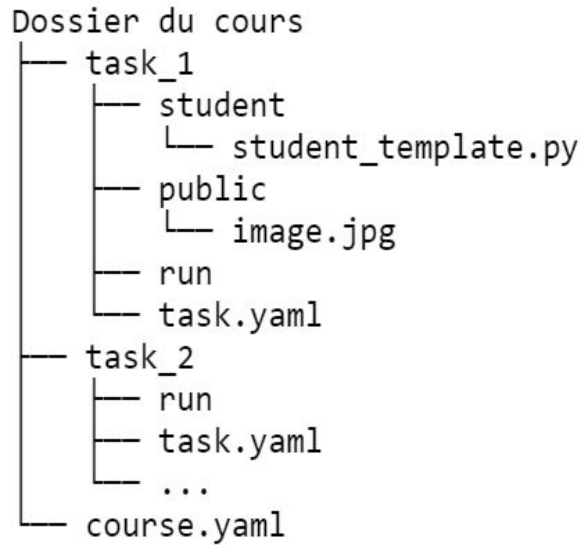 Dossier du cours
├── task_1
│   ├── student
│   │   └── student_template.py
│   ├── public
│   │   └── image.jpg
│   ├── run
│   └── task.yaml
├── task_2
│   ├── run
│   ├── task.yaml
│   └── ...
└── course.yaml